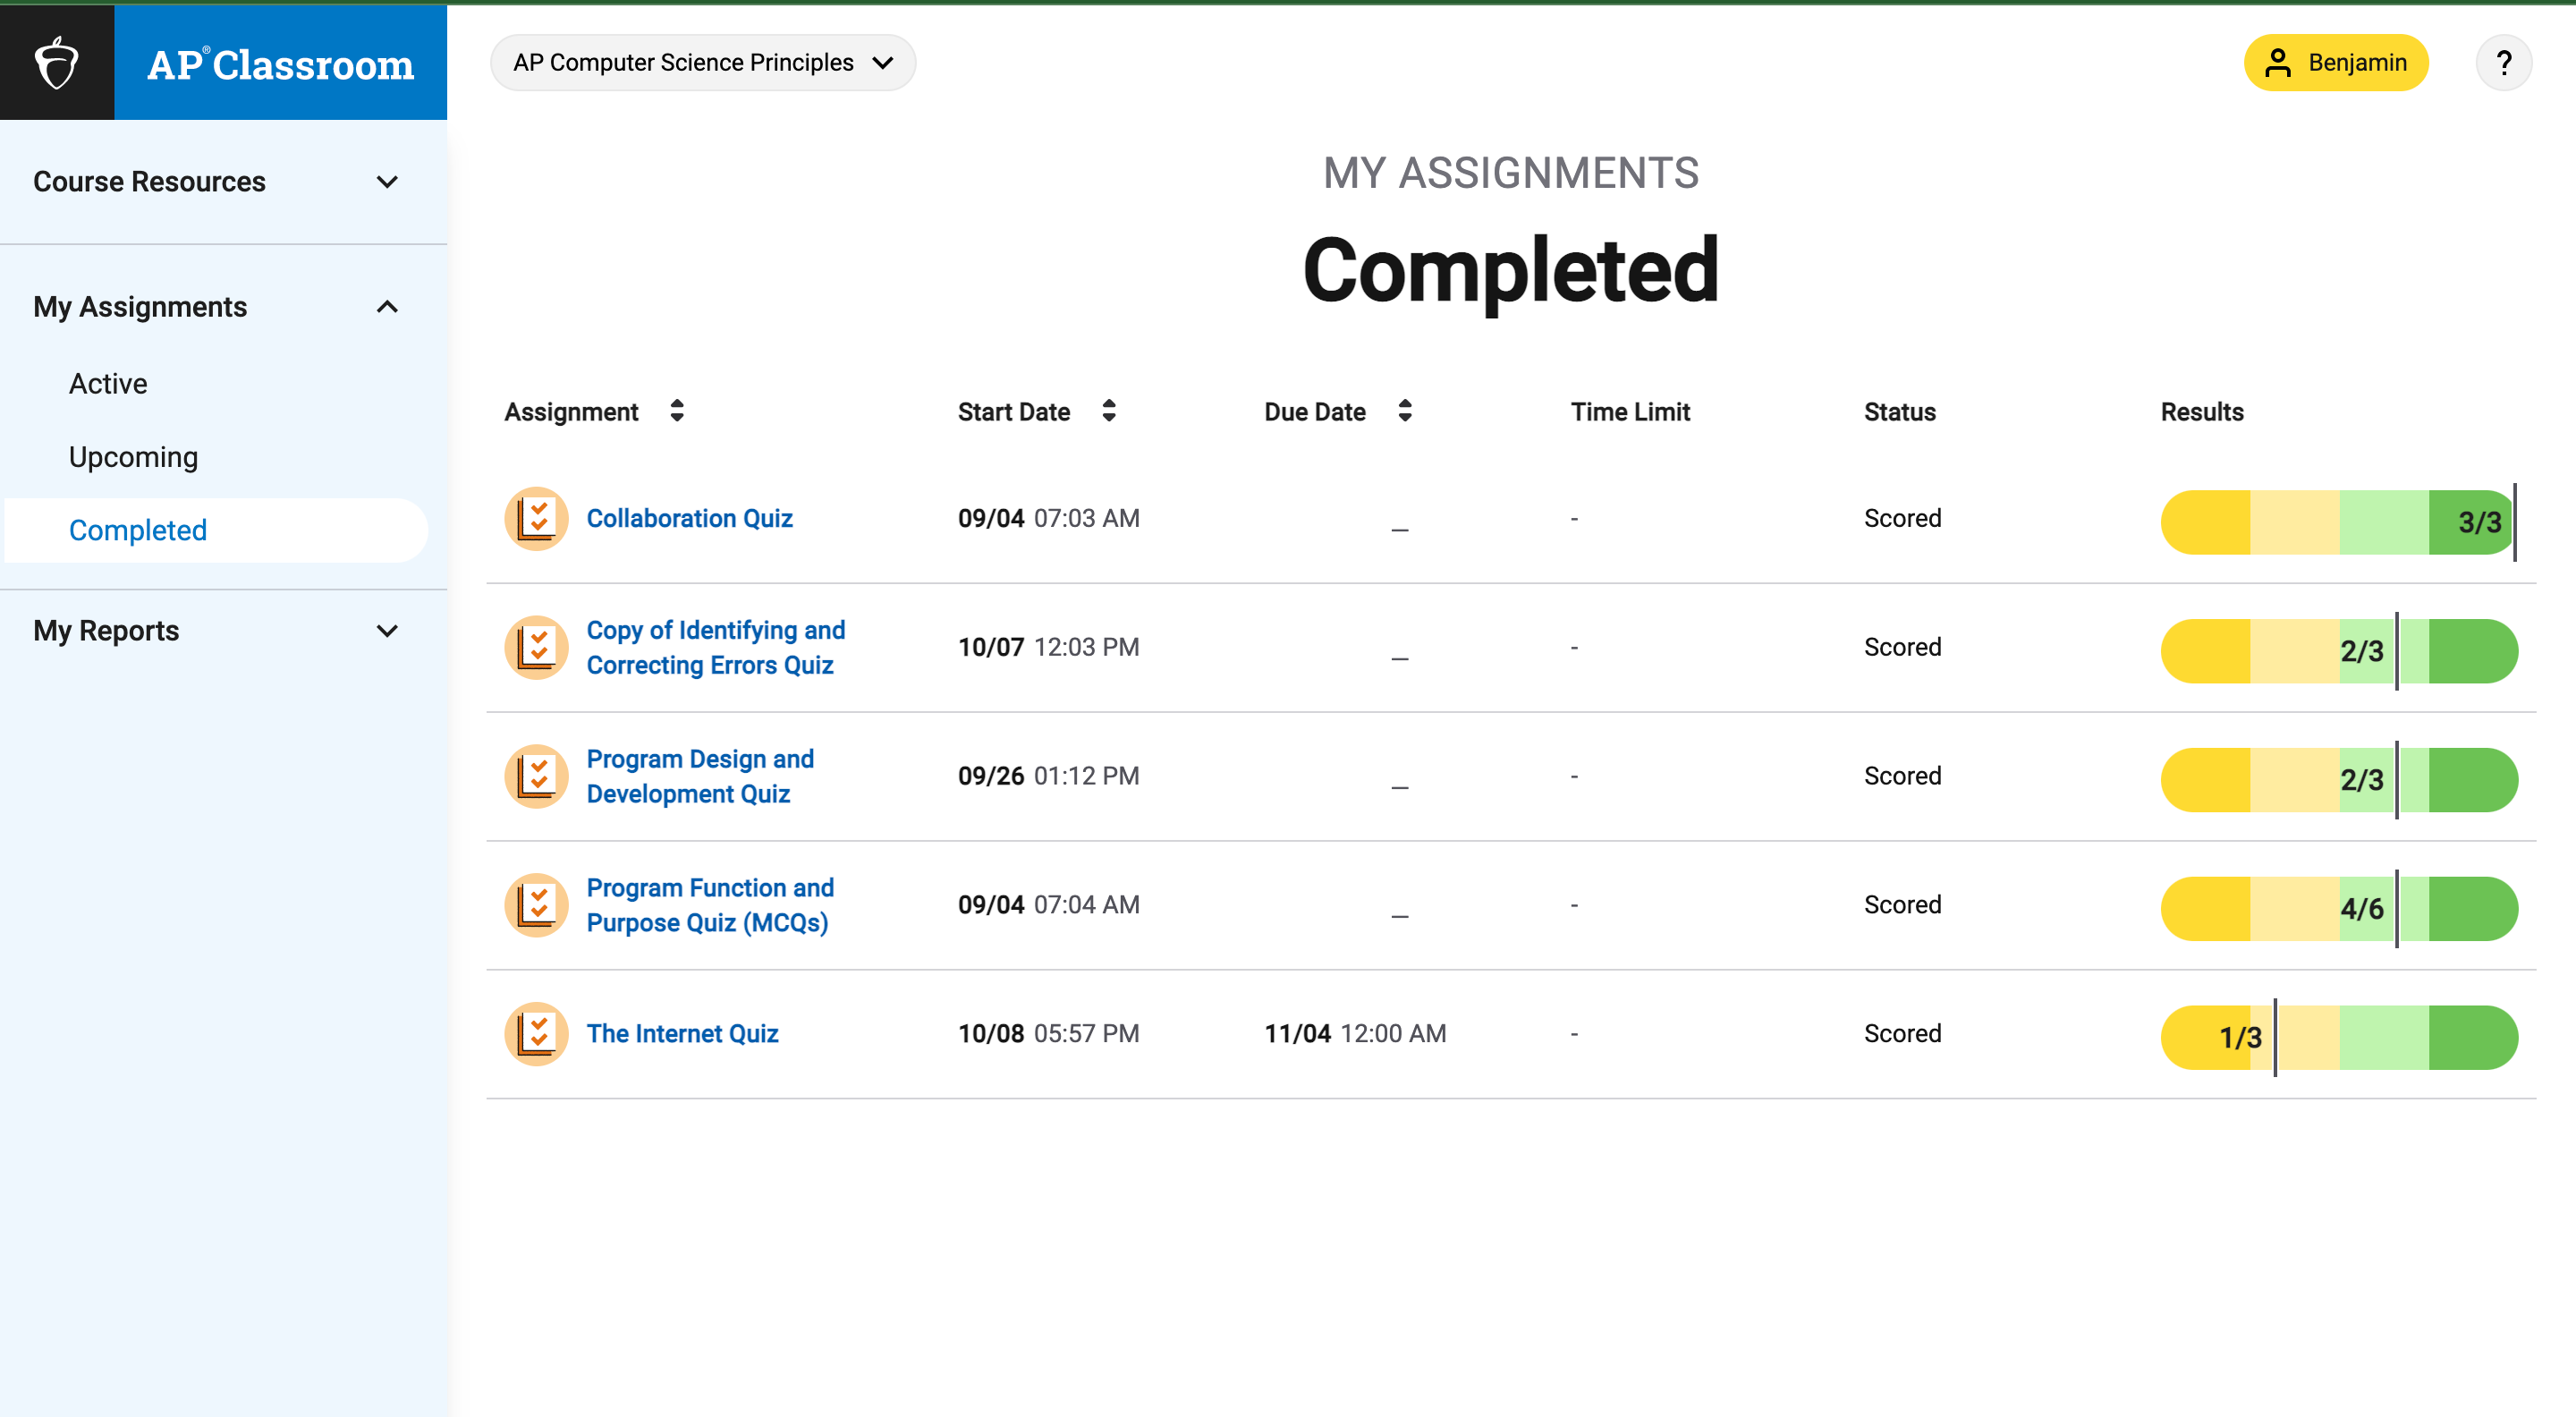 AP® Classroom
AP Computer Science Principles
Benjamin
?
Course Resources
My Assignments
Active
Upcoming
Completed
My Reports
MY ASSIGNMENTS
Completed
Assignment Start Date Due Date Time Limit Status Results
Collaboration Quiz 09/04 07:03 AM _ - Scored 3/3
Copy of Identifying and
Correcting Errors Quiz 10/07 12:03 PM _ - Scored 2/3
Program Design and
Development Quiz 09/26 01:12 PM _ - Scored 2/3
Program Function and
Purpose Quiz (MCQs) 09/04 07:04 AM _ - Scored 4/6
The Internet Quiz 10/08 05:57 PM 11/04 12:00 AM - Scored 1/3